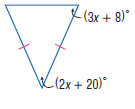 (3x + 8)°
(2x + 20)°